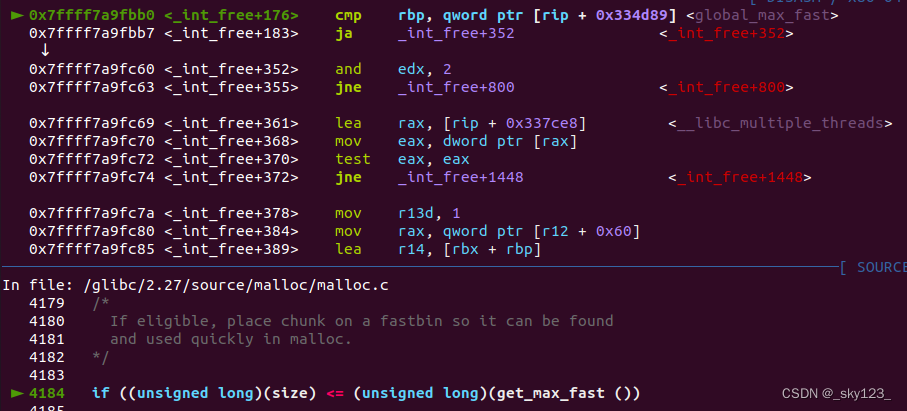 [ DISASM / x86-64
► 0x7ffff7a9fbb0 <_int_free+176> cmp rbp, qword ptr [rip + 0x334d89] <global_max_fast>
0x7ffff7a9fbb7 <_int_free+183> ja _int_free+352 <_int_free+352>
↓
0x7ffff7a9fc60 <_int_free+352> and edx, 2
0x7ffff7a9fc63 <_int_free+355> jne _int_free+800 <_int_free+800>
0x7ffff7a9fc69 <_int_free+361> lea rax, [rip + 0x337ce8] <__libc_multiple_threads>
0x7ffff7a9fc70 <_int_free+368> mov eax, dword ptr [rax]
0x7ffff7a9fc72 <_int_free+370> test eax, eax
0x7ffff7a9fc74 <_int_free+372> jne _int_free+1448 <_int_free+1448>
0x7ffff7a9fc7a <_int_free+378> mov r13d, 1
0x7ffff7a9fc80 <_int_free+384> mov rax, qword ptr [r12 + 0x60]
0x7ffff7a9fc85 <_int_free+389> lea r14, [rbx + rbp]
[ SOURCE
In file: /glibc/2.27/source/malloc/malloc.c
4179 /*
4180 If eligible, place chunk on a fastbin so it can be found
4181 and used quickly in malloc.
4182 */
4183
► 4184 if ((unsigned long)(size) <= (unsigned long)(get_max_fast ())
4185
CSDN @_sky123_